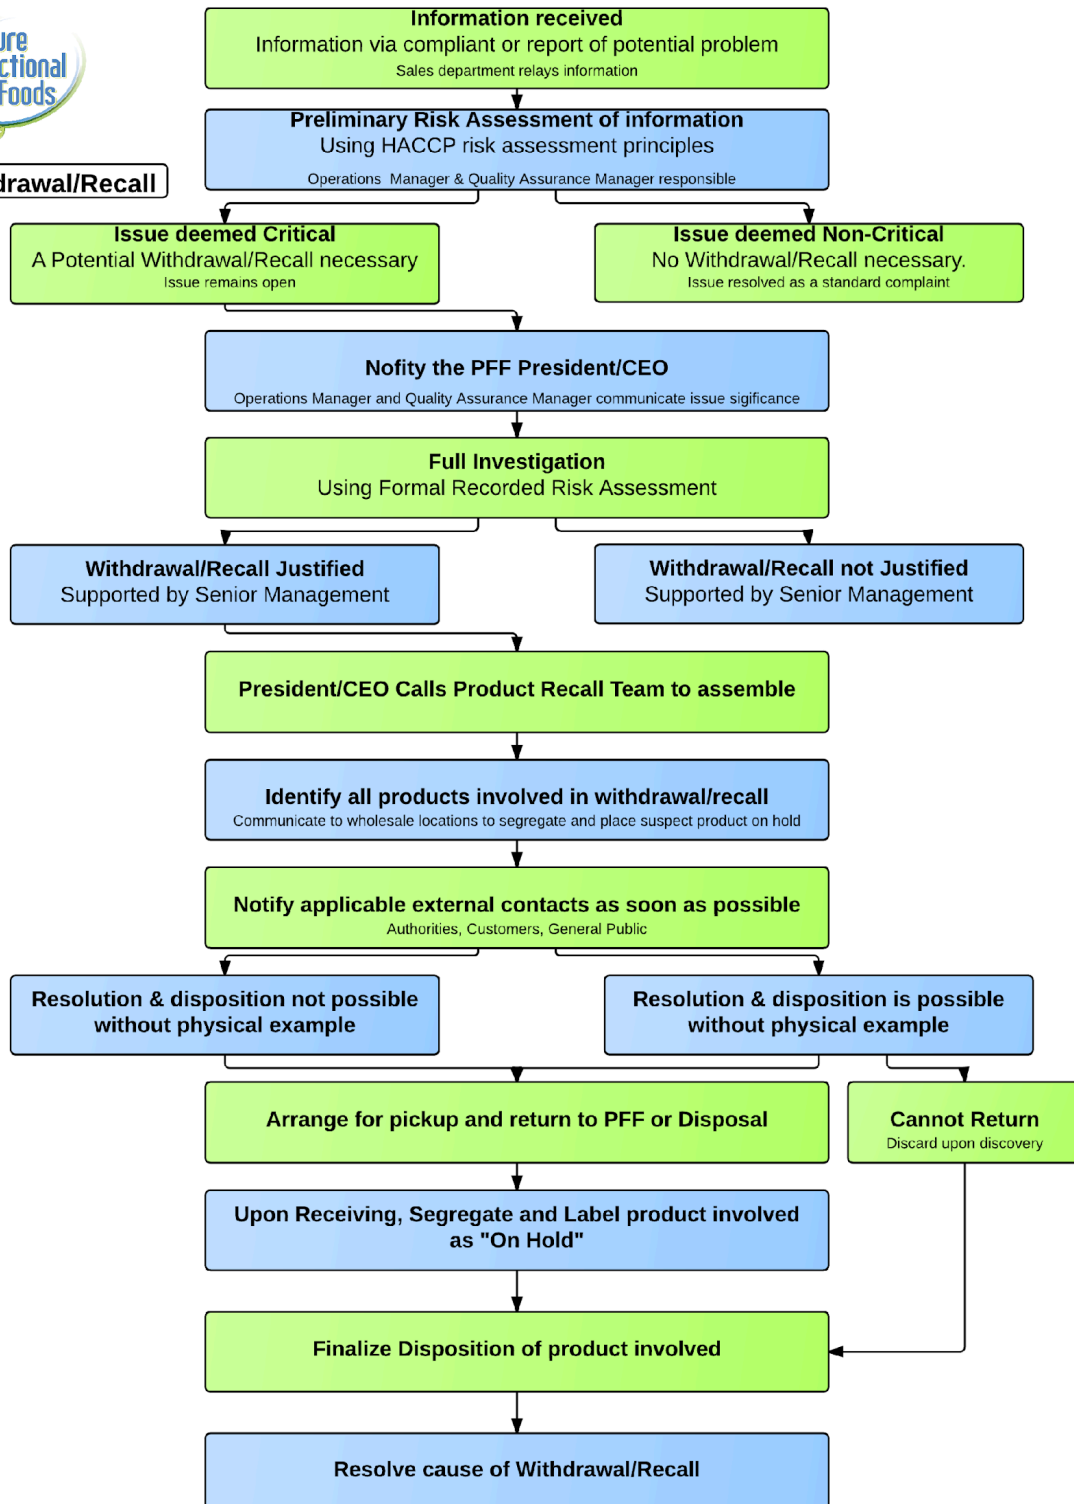 ure
ctional
Foods
drawal/Recall
Information received
Information via compliant or report of potential problem
Sales department relays information
Preliminary Risk Assessment of information
Using HACCP risk assessment principles
Operations Manager & Quality Assurance Manager responsible
Issue deemed Critical
A Potential Withdrawal/Recall necessary
Issue remains open
Issue deemed Non-Critical
No Withdrawal/Recall necessary.
Issue resolved as a standard complaint
Nofity the PFF President/CEO
Operations Manager and Quality Assurance Manager communicate issue sigificance
Full Investigation
Using Formal Recorded Risk Assessment
Withdrawal/Recall Justified
Supported by Senior Management
Withdrawal/Recall not Justified
Supported by Senior Management
President/CEO Calls Product Recall Team to assemble
Identify all products involved in withdrawal/recall
Communicate to wholesale locations to segregate and place suspect product on hold
Notify applicable external contacts as soon as possible
Authorities, Customers, General Public
Resolution & disposition not possible
without physical example
Resolution & disposition is possible
without physical example
Arrange for pickup and return to PFF or Disposal
Cannot Return
Discard upon discovery
Upon Receiving, Segregate and Label product involved
as "On Hold"
Finalize Disposition of product involved
Resolve cause of Withdrawal/Recall